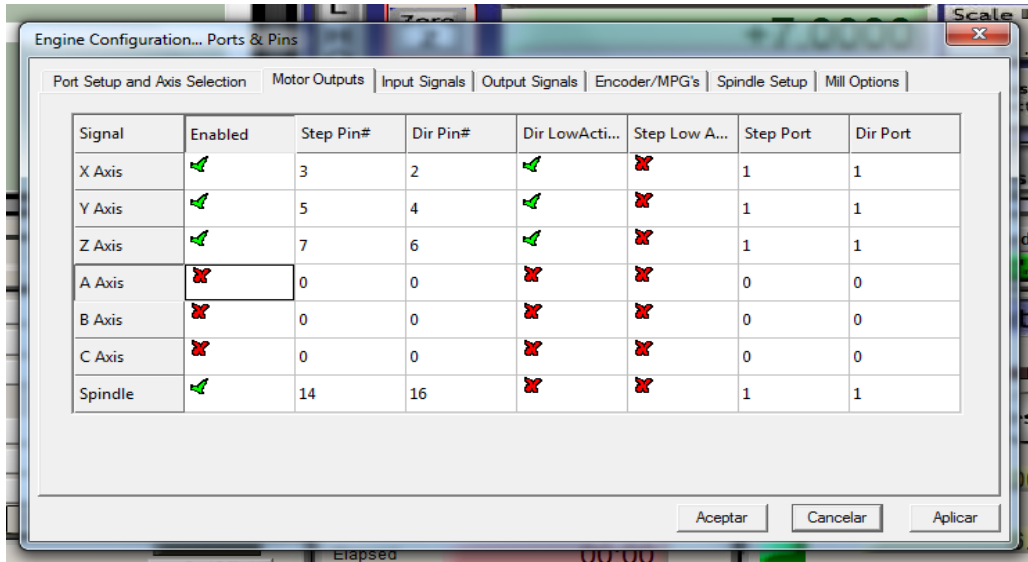 Zero
Z
+7.0000
Scale
Engine Configuration... Ports & Pins
Port Setup and Axis Selection Motor Outputs Input Signals Output Signals Encoder/MPG's Spindle Setup Mill Options
Signal Enabled Step Pin# Dir Pin# Dir LowActi... Step Low A... Step Port Dir Port
X Axis 3 2 1 1
Y Axis 5 4 1 1
Z Axis 7 6 1 1
A Axis 0 0 0 0
B Axis 0 0 0 0
C Axis 0 0 0 0
Spindle 14 16 1 1
Aceptar Cancelar Aplicar
Elapsed 00:00